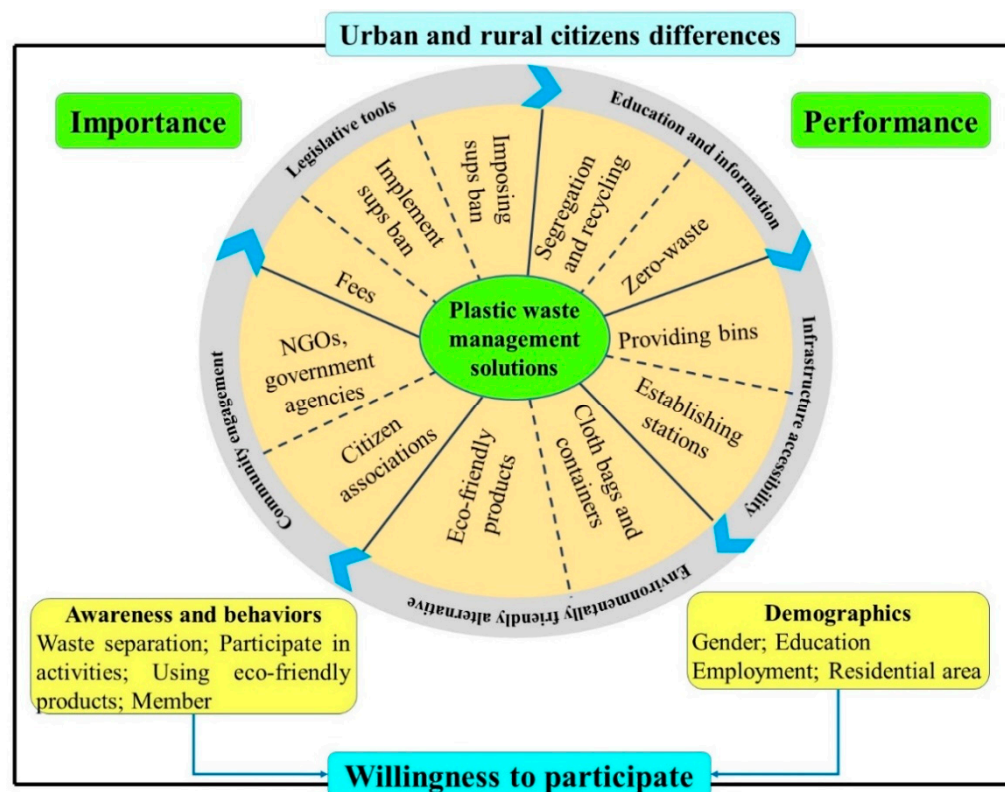 Urban and rural citizens differences
Importance
Performance
Legislative tools
Education and information
Infrastructure accessibility
Environmentally friendly alternative
Community engagement
Imposing
sups ban
Segregation
and recycling
Zero-waste
Providing bins
Establishing
stations
Cloth bags and
containers
Eco-friendly
products
Citizen
associations
NGOs,
government
agencies
Fees
Implement
sups ban
Plastic waste
management
solutions
Awareness and behaviors
Waste separation; Participate in
activities; Using eco-friendly
products; Member
Demographics
Gender; Education
Employment; Residential area
Willingness to participate